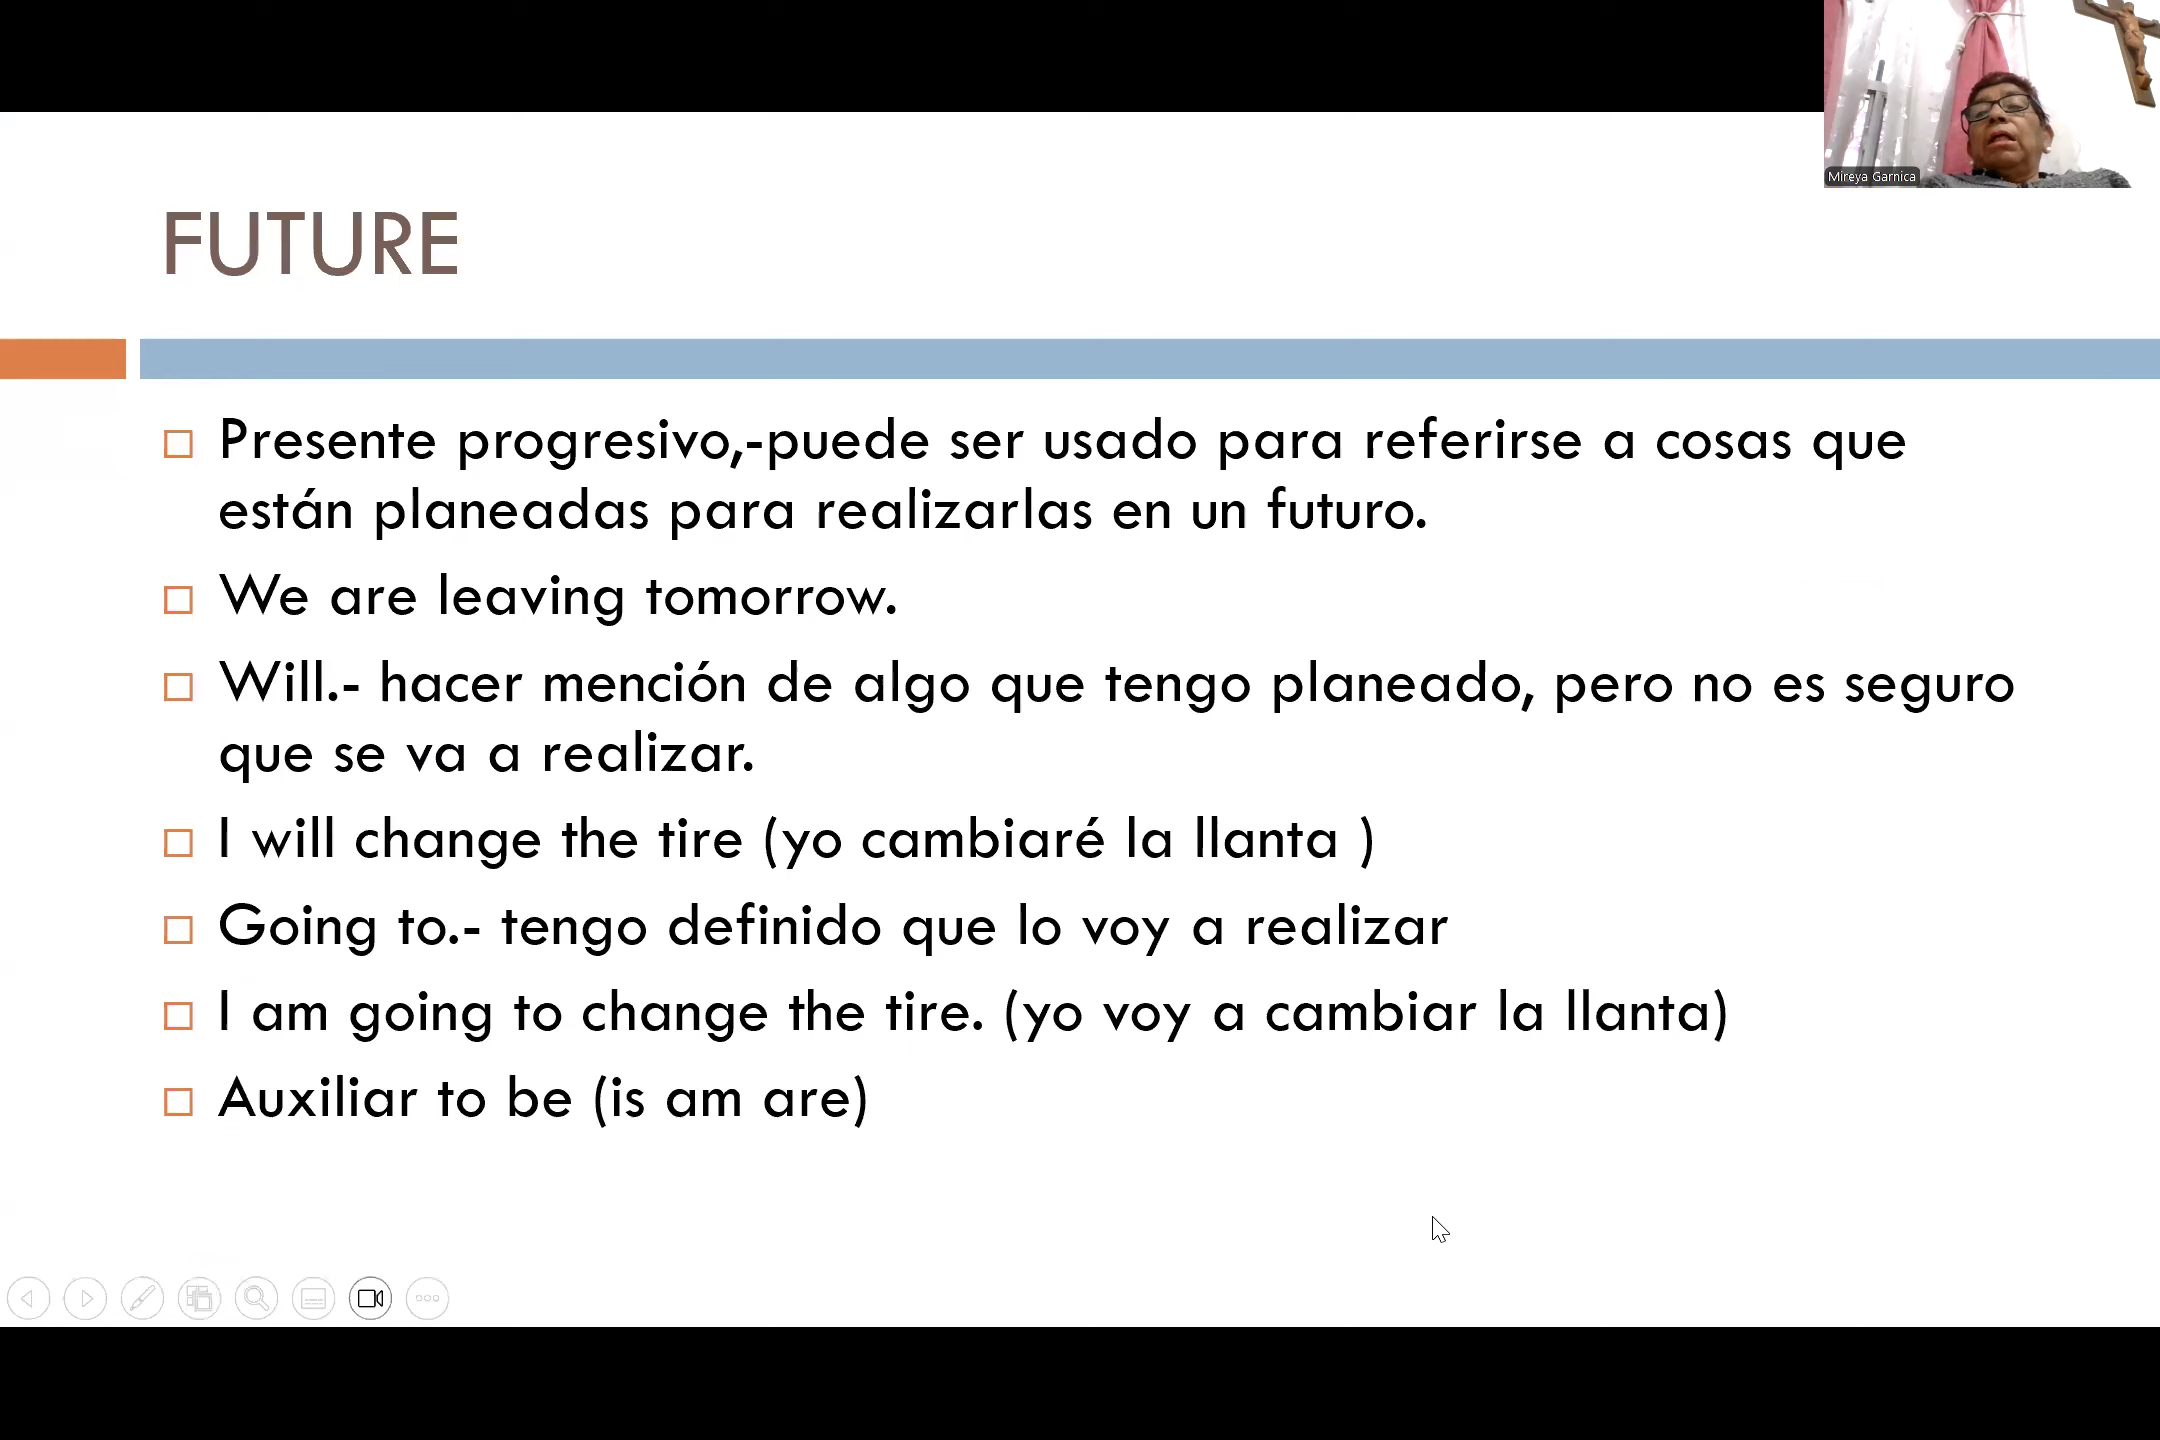 Mireya Garnica
FUTURE
Presente progresivo,-puede ser usado para referirse a cosas que
están planeadas para realizarlas en un futuro.
We are leaving tomorrow.
Will.- hacer mención de algo que tengo planeado, pero no es seguro
que se va a realizar.
I will change the tire (yo cambiaré la llanta )
Going to.- tengo definido que lo voy a realizar
I am going to change the tire. (yo voy a cambiar la llanta)
Auxiliar to be (is am are)